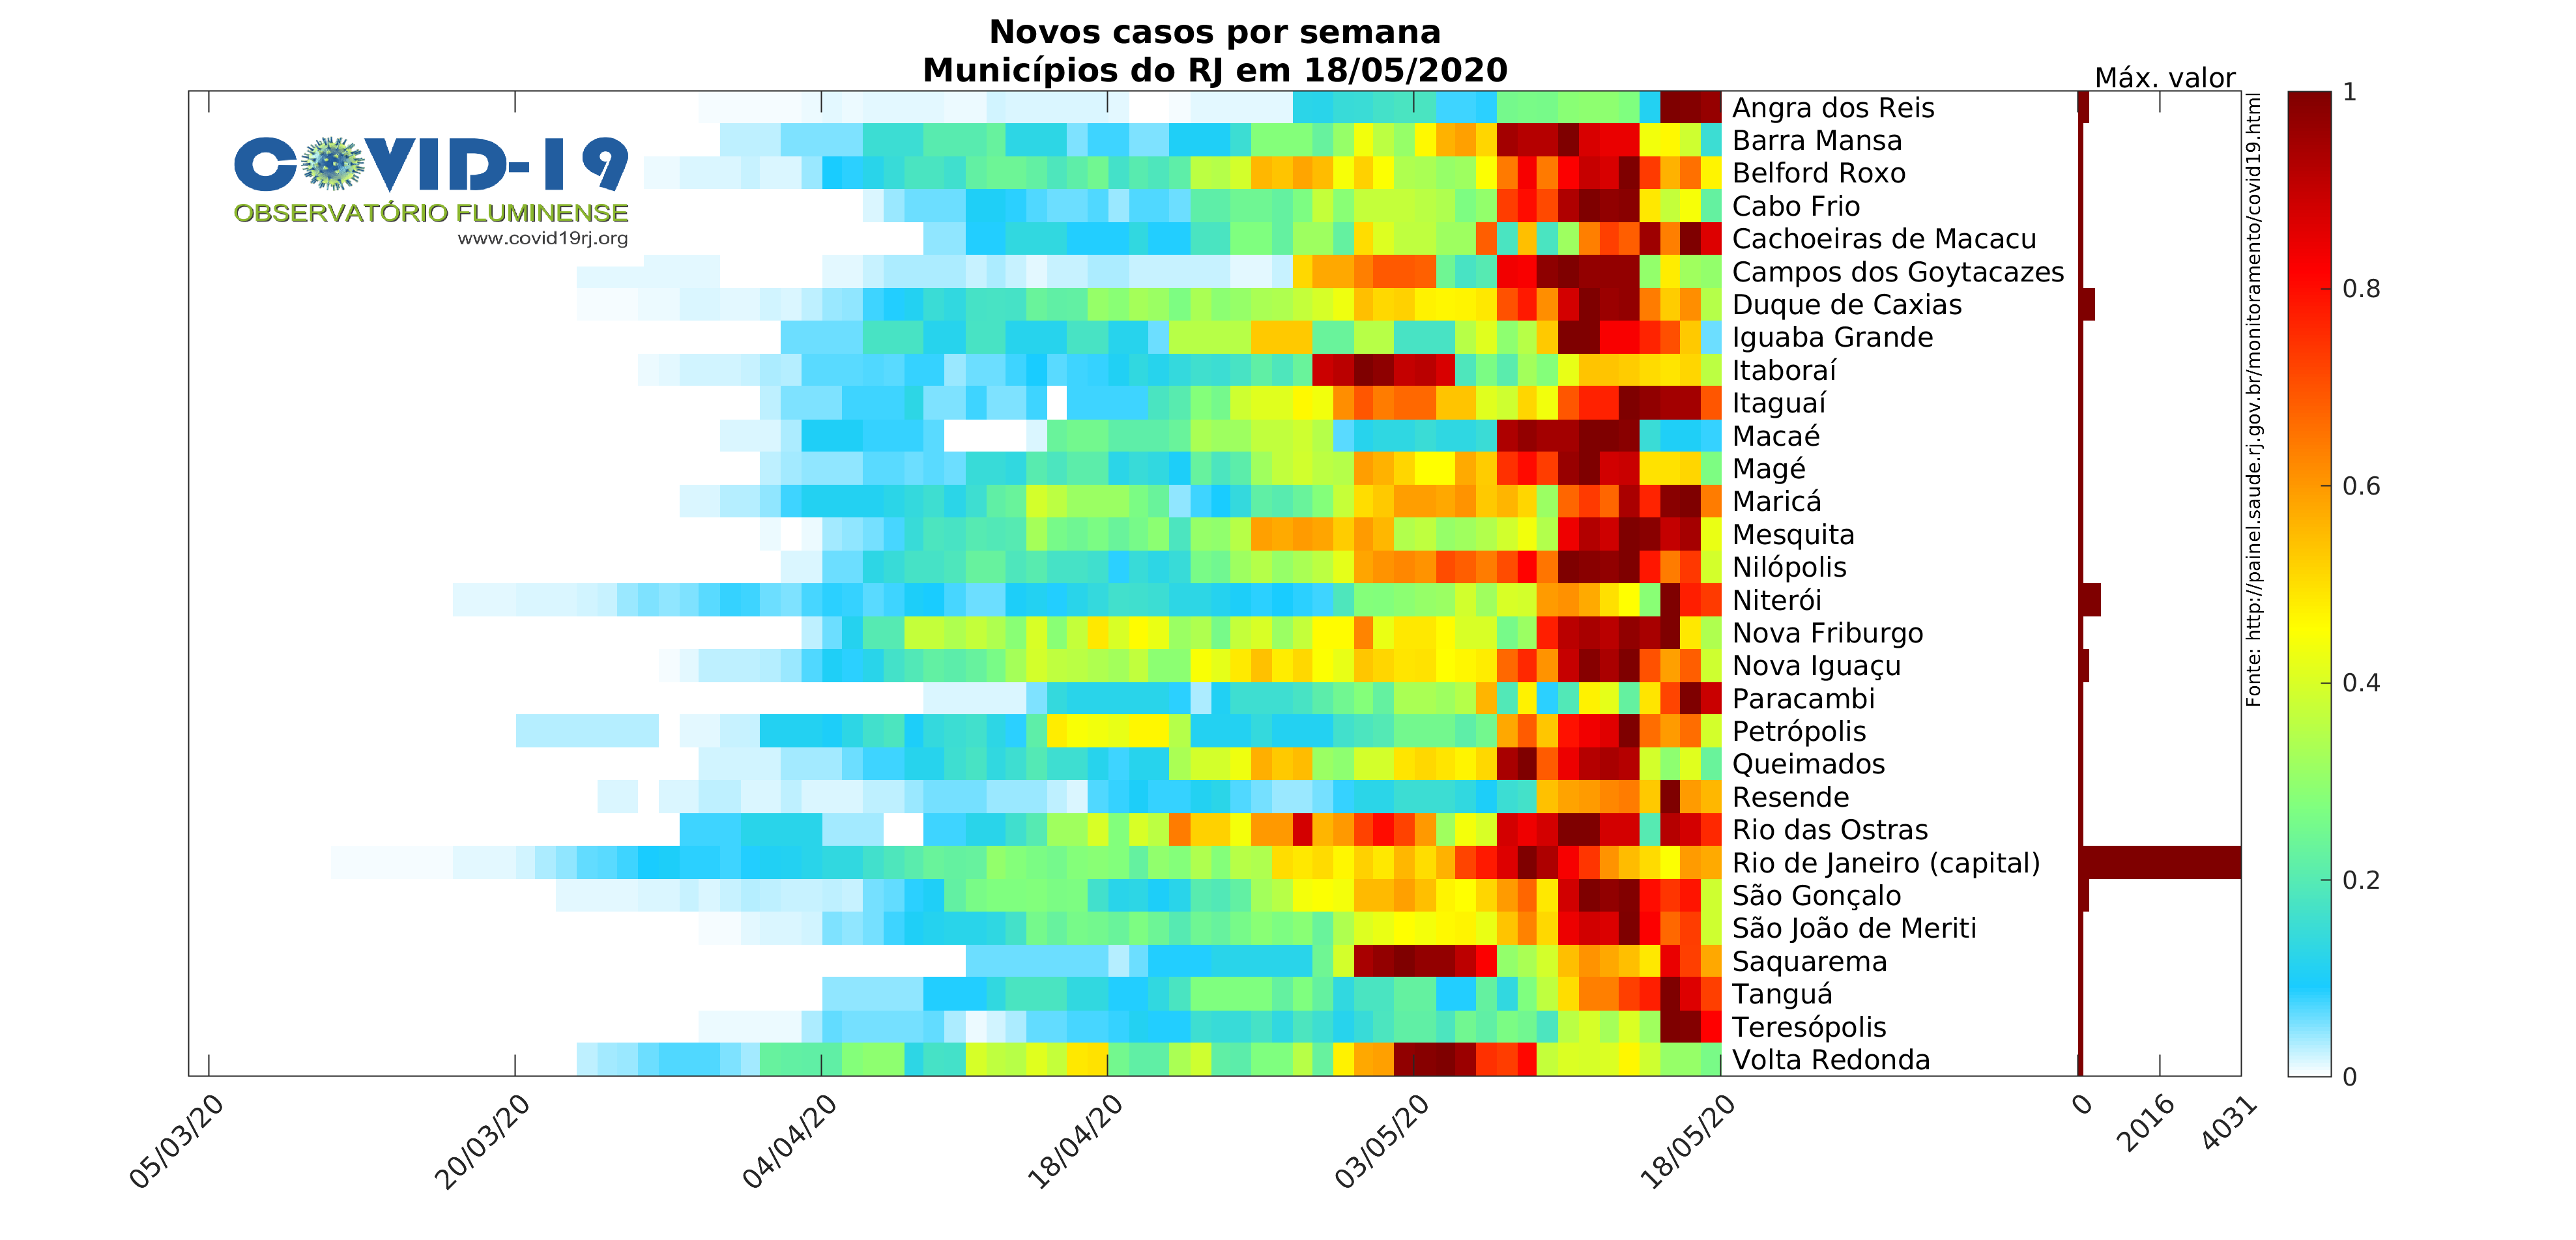 Novos casos por semana
Municípios do RJ em 18/05/2020
Máx. valor
COVID-19
OBSERVATÓRIO FLUMINENSE
www.covid19rj.org
Angra dos Reis
Barra Mansa
Belford Roxo
Cabo Frio
Cachoeiras de Macacu
Campos dos Goytacazes
Duque de Caxias
Iguaba Grande
Itaboraí
Itaguaí
Macaé
Magé
Maricá
Mesquita
Nilópolis
Niterói
Nova Friburgo
Nova Iguaçu
Paracambi
Petrópolis
Queimados
Resende
Rio das Ostras
Rio de Janeiro (capital)
São Gonçalo
São João de Meriti
Saquarema
Tanguá
Teresópolis
Volta Redonda
05/03/20
20/03/20
04/04/20
18/04/20
03/05/20
18/05/20
0
2016
4031
Fonte: http://painel.saude.rj.gov.br/monitoramento/covid19.html
1
0.8
0.6
0.4
0.2
0